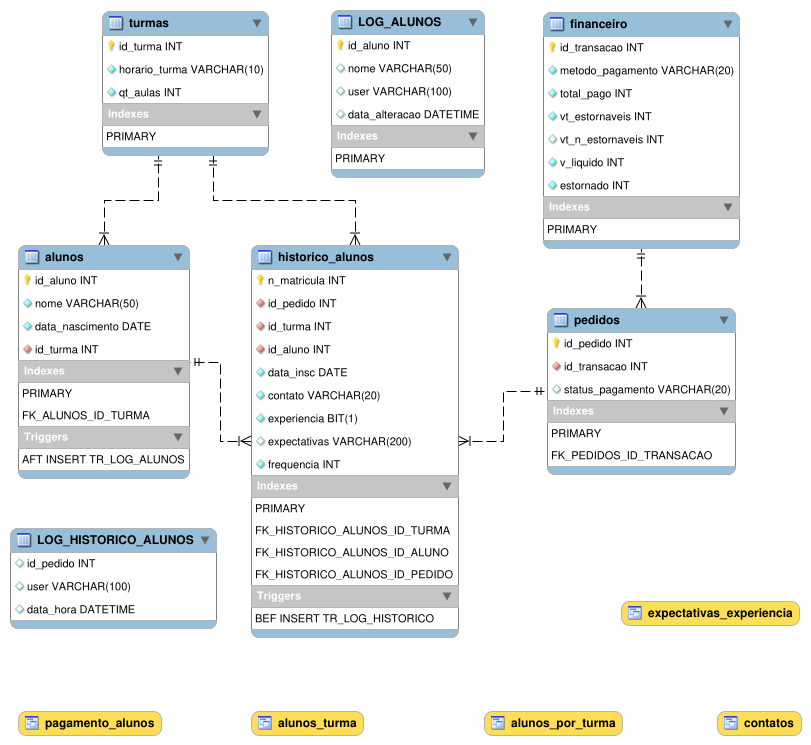 turmas
id_turma INT
horario_turma VARCHAR(10)
qt_aulas INT
Indexes
PRIMARY
LOG_ALUNOS
id_aluno INT
nome VARCHAR(50)
user VARCHAR(100)
data_alteracao DATETIME
Indexes
PRIMARY
financeiro
id_transacao INT
metodo_pagamento VARCHAR(20)
total_pago INT
vt_estornaveis INT
vt_n_estornaveis INT
v_liquido INT
estornado INT
Indexes
PRIMARY
alunos
id_aluno INT
nome VARCHAR(50)
data_nascimento DATE
id_turma INT
Indexes
PRIMARY
FK_ALUNOS_ID_TURMA
Triggers
AFT INSERT TR_LOG_ALUNOS
historico_alunos
n_matricula INT
id_pedido INT
id_turma INT
id_aluno INT
data_insc DATE
contato VARCHAR(20)
experiencia BIT(1)
expectativas VARCHAR(200)
frequencia INT
Indexes
PRIMARY
FK_HISTORICO_ALUNOS_ID_TURMA
FK_HISTORICO_ALUNOS_ID_ALUNO
FK_HISTORICO_ALUNOS_ID_PEDIDO
Triggers
BEF INSERT TR_LOG_HISTORICO
pedidos
id_pedido INT
id_transacao INT
status_pagamento VARCHAR(20)
Indexes
PRIMARY
FK_PEDIDOS_ID_TRANSACAO
LOG_HISTORICO_ALUNOS
id_pedido INT
user VARCHAR(100)
data_hora DATETIME
expectativas_experiencia
pagamento_alunos
alunos_turma
alunos_por_turma
contatos